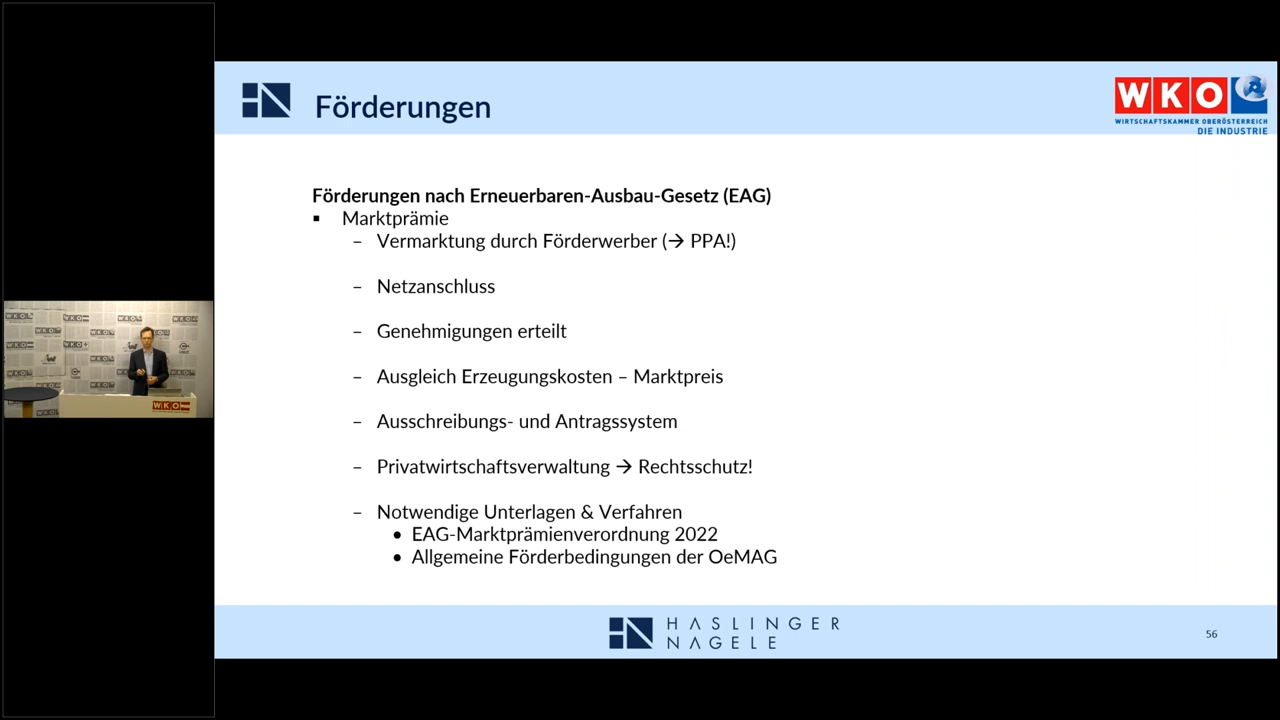 Förderungen
WKO
WIRTSCHAFTSKAMMER OBERÖSTERREICH
DIE INDUSTRIE
Förderungen nach Erneuerbaren-Ausbau-Gesetz (EAG)
▪ Marktprämie
– Vermarktung durch Förderwerber (→ PPA!)
– Netzanschluss
– Genehmigungen erteilt
– Ausgleich Erzeugungskosten – Marktpreis
– Ausschreibungs- und Antragssystem
– Privatwirtschaftsverwaltung → Rechtsschutz!
– Notwendige Unterlagen & Verfahren
• EAG-Marktprämienverordnung 2022
• Allgemeine Förderbedingungen der OeMAG
HASLINGER
NAGELE
56
WKO